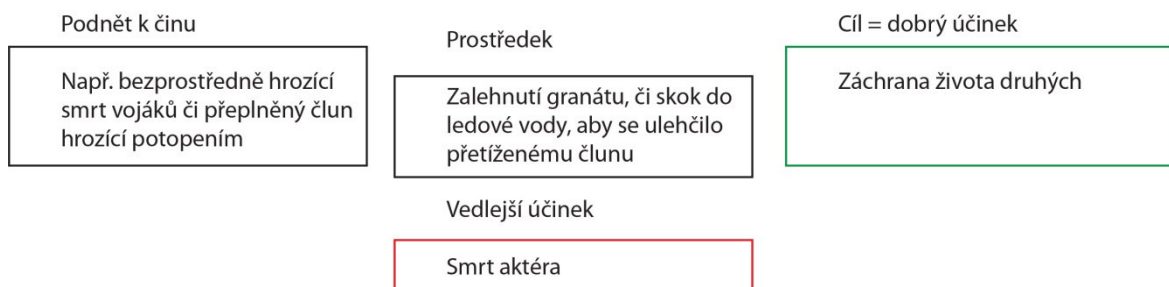 Podnět k činu
Např. bezprostředně hrozící
smrt vojáků či přeplněný člun
hrozící potopením
Prostředek
Zalehnutí granátu, či skok do
ledové vody, aby se ulehčilo
přetíženému člunu
Vedlejší účinek
Smrt aktéra
Cíl = dobrý účinek
Záchrana života druhých